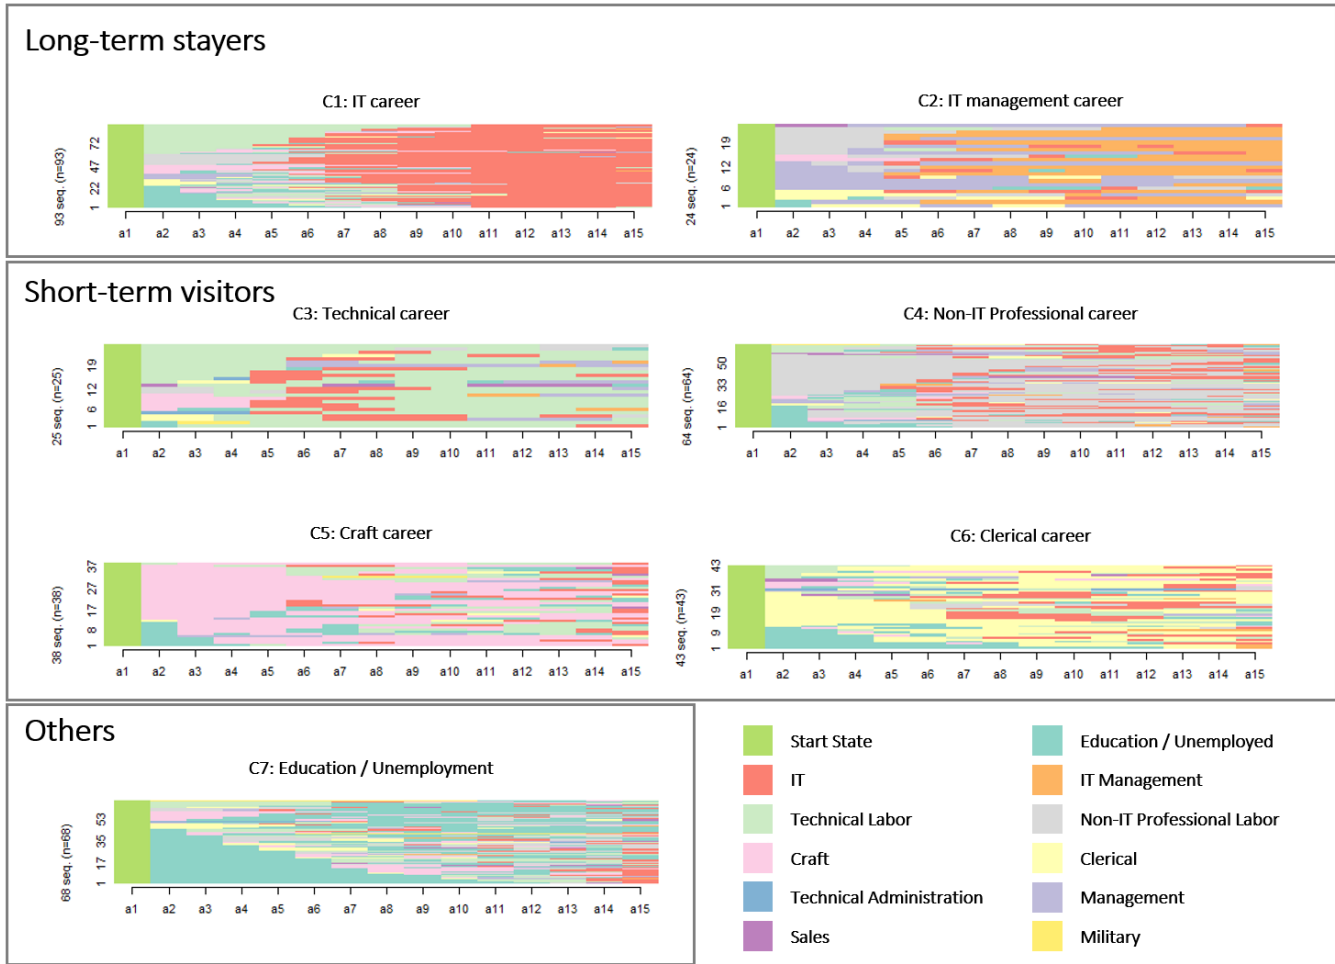 Long-term stayers
C1: IT career
93 seq. (n=93)
1 22 47 72
a1 a2 a3 a4 a5 a6 a7 a8 a9 a10 a11 a12 a13 a14 a15
C2: IT management career
24 seq. (n=24)
1 6 12 19
a1 a2 a3 a4 a5 a6 a7 a8 a9 a10 a11 a12 a13 a14 a15
Short-term visitors
C3: Technical career
25 seq. (n=25)
1 6 12 19
a1 a2 a3 a4 a5 a6 a7 a8 a9 a10 a11 a12 a13 a14 a15
C4: Non-IT Professional career
64 seq. (n=64)
1 16 33 50
a1 a2 a3 a4 a5 a6 a7 a8 a9 a10 a11 a12 a13 a14 a15
C5: Craft career
38 seq. (n=38)
1 8 17 27 37
a1 a2 a3 a4 a5 a6 a7 a8 a9 a10 a11 a12 a13 a14 a15
C6: Clerical career
43 seq. (n=43)
1 9 19 31 43
a1 a2 a3 a4 a5 a6 a7 a8 a9 a10 a11 a12 a13 a14 a15
Others
C7: Education / Unemployment
68 seq. (n=68)
1 17 35 53
a1 a2 a3 a4 a5 a6 a7 a8 a9 a10 a11 a12 a13 a14 a15
Start State
IT
Technical Labor
Craft
Technical Administration
Sales
Education / Unemployed
IT Management
Non-IT Professional Labor
Clerical
Management
Military